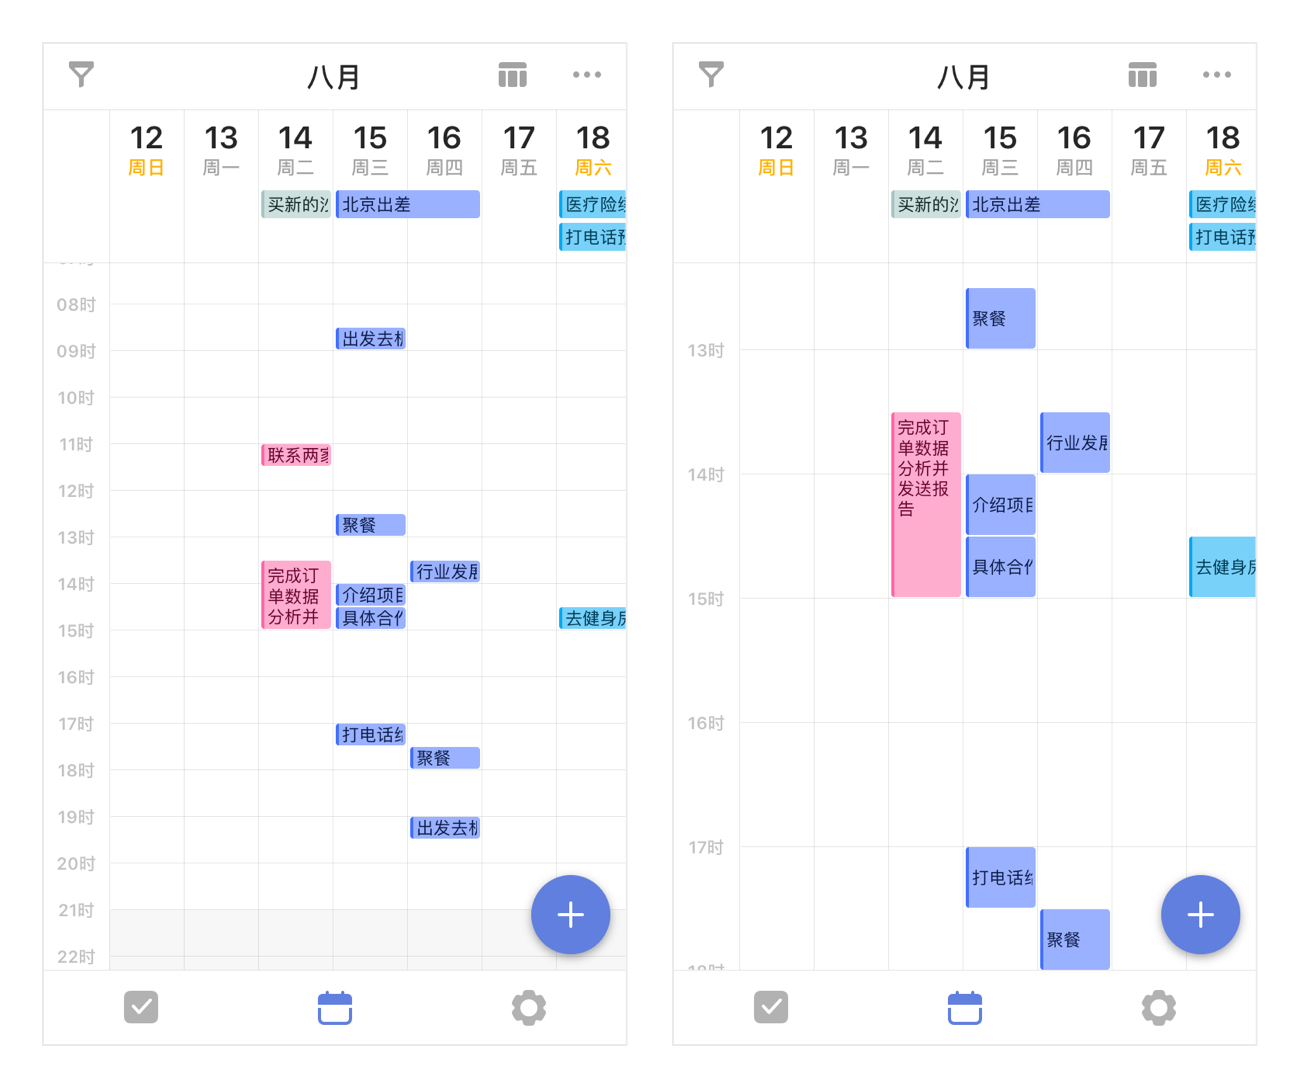 八月
12
13
14
15
16
17
18
周日
周一
周二
周三
周四
周五
周六
买新的
北京出差
医疗险
打电话
08时
出发去
09时
10时
11时
联系两
12时
聚餐
13时
完成订
单数据
分析并
行业发
14时
介绍项
具体合
去健身
15时
16时
17时
打电话
聚餐
18时
19时
出发去
20时
21时
22时
八月
12
13
14
15
16
17
18
周日
周一
周二
周三
周四
周五
周六
买新的
北京出差
医疗险
打电话
聚餐
13时
完成订
单数据
分析并
发送报
告
行业发
14时
介绍项
具体合
去健身
15时
16时
17时
打电话
聚餐